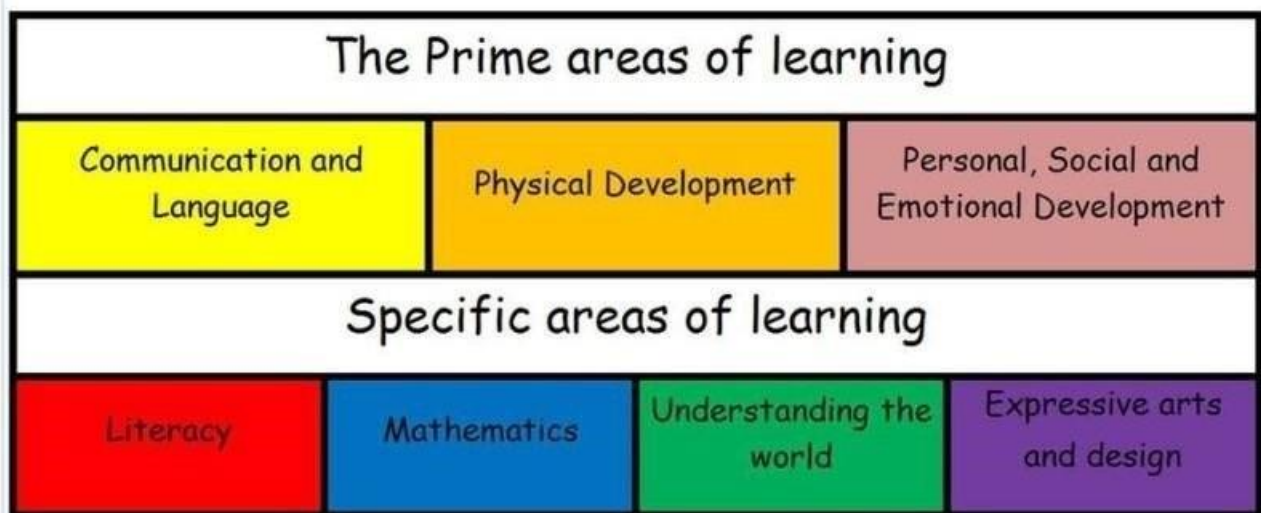 The Prime areas of learning
Communication and
Language
Physical Development
Personal, Social and
Emotional Development
Specific areas of learning
Literacy
Mathematics
Understanding the
world
Expressive arts
and design